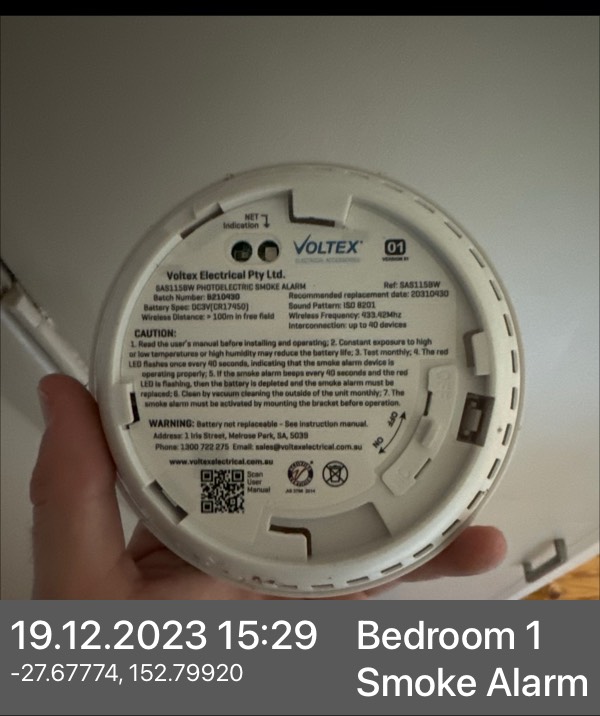 NET
Indication
VOLTEX
ELECTRICAL ACCESSORIES
01
Voltex Electrical Pty Ltd.
SAS115BW PHOTOELECTRIC SMOKE ALARM
Ref: SAS115BW
Batch Number: B210430
Recommended replacement date: 20310430
Battery Spec: DC3V(CR17450)
Sound Pattern: ISO 8201
Wireless Distance: > 100m in free field
Wireless Frequency: 433.42Mhz
Interconnection: up to 40 devices
CAUTION:
1. Read the user's manual before installing and operating; 2. Constant exposure to high
or low temperatures or high humidity may reduce the battery life; 3. Test monthly; 4. The red
LED flashes once every 40 seconds, indicating that the smoke alarm device is
operating properly; 5. If the smoke alarm beeps every 40 seconds and the red
LED is flashing, then the battery is depleted and the smoke alarm must be
replaced; 6. Clean by vacuum cleaning the outside of the unit monthly; 7. The
smoke alarm must be activated by mounting the bracket before operation.
WARNING: Battery not replaceable - See instruction manual.
Address: 1 Iris Street, Melrose Park, SA, 5039
Phone: 1300 722 275 Email: sales@voltexelectrical.com.au
www.voltexelectrical.com.au
Scan
User
Manual
AS 3786 2014
OFF
ON
19.12.2023 15:29
-27.67774, 152.79920
Bedroom 1
Smoke Alarm